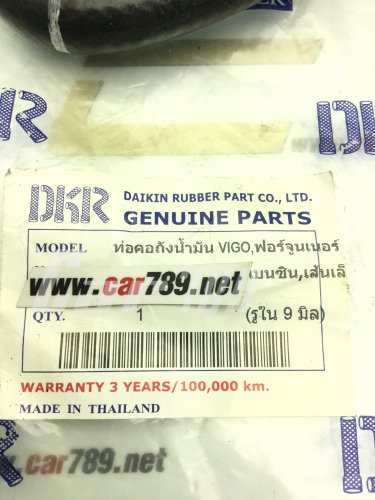 DKR
DAIKIN RUBBER PART CO., LTD.
GENUINE PARTS
MODEL ท่อคอถังน้ำมัน VIGO,ฟอร์จูนเนอร์
www.car789.net เบนซิน,เส้นเล็
QTY. 1 (รูใน 9 มิล)
WARRANTY 3 YEARS/100,000 km.
MADE IN THAILAND
www.car789.net